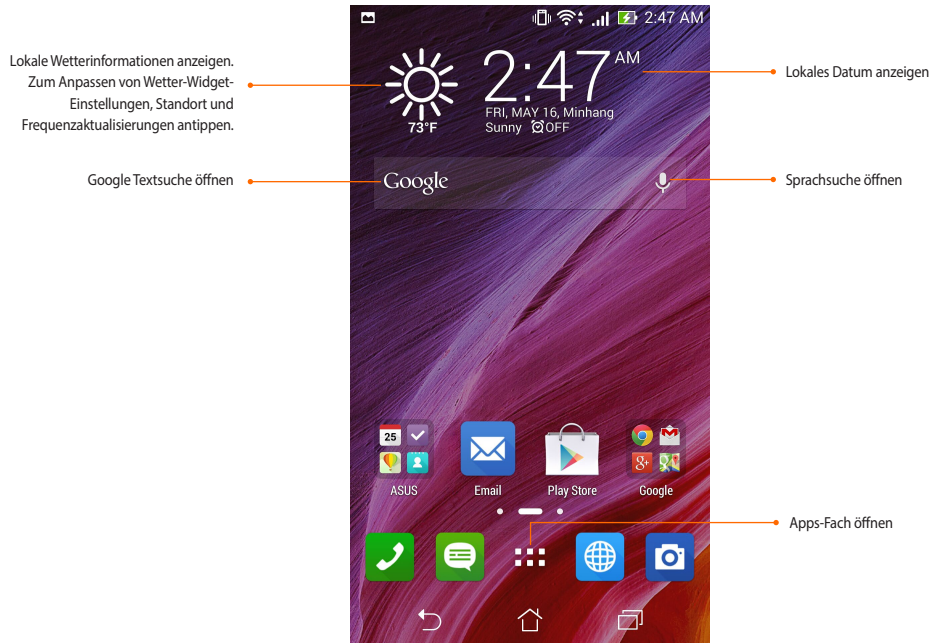 2:47 AM
Lokale Wetterinformationen anzeigen.
Zum Anpassen von Wetter-Widget-
Einstellungen, Standort und
Frequenzaktualisierungen antippen.
2:47 AM
FRI, MAY 16, Minhang
Sunny OFF
73°F
Lokales Datum anzeigen
Google Textsuche öffnen
Google
Sprachsuche öffnen
25
8+
ASUS
Email
Play Store
Google
Apps-Fach öffnen